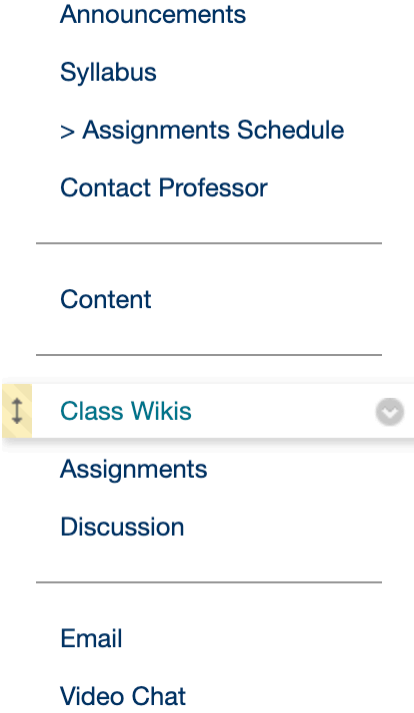 Announcements
Syllabus
> Assignments Schedule
Contact Professor
Content
Class Wikis
Assignments
Discussion
Email
Video Chat